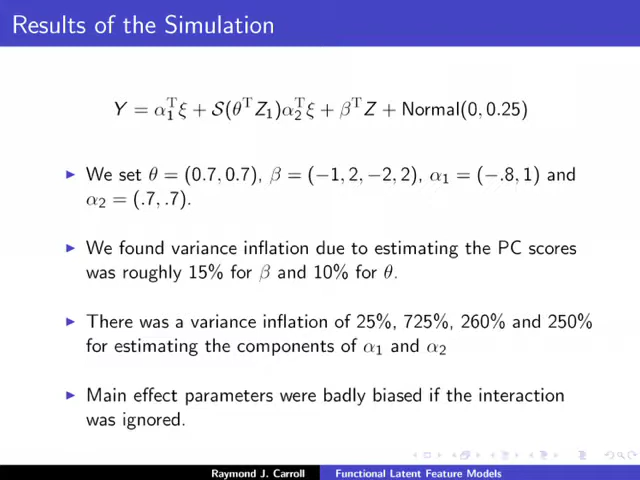 Results of the Simulation
Y = α₁ᵀξ + 𝒮(θᵀZ₁)α₂ᵀξ + βᵀZ + Normal(0, 0.25)
We set θ = (0.7, 0.7), β = (−1, 2, −2, 2), α₁ = (−.8, 1) and
α₂ = (.7, .7).
We found variance inflation due to estimating the PC scores
was roughly 15% for β and 10% for θ.
There was a variance inflation of 25%, 725%, 260% and 250%
for estimating the components of α₁ and α₂
Main effect parameters were badly biased if the interaction
was ignored.
Raymond J. Carroll Functional Latent Feature Models